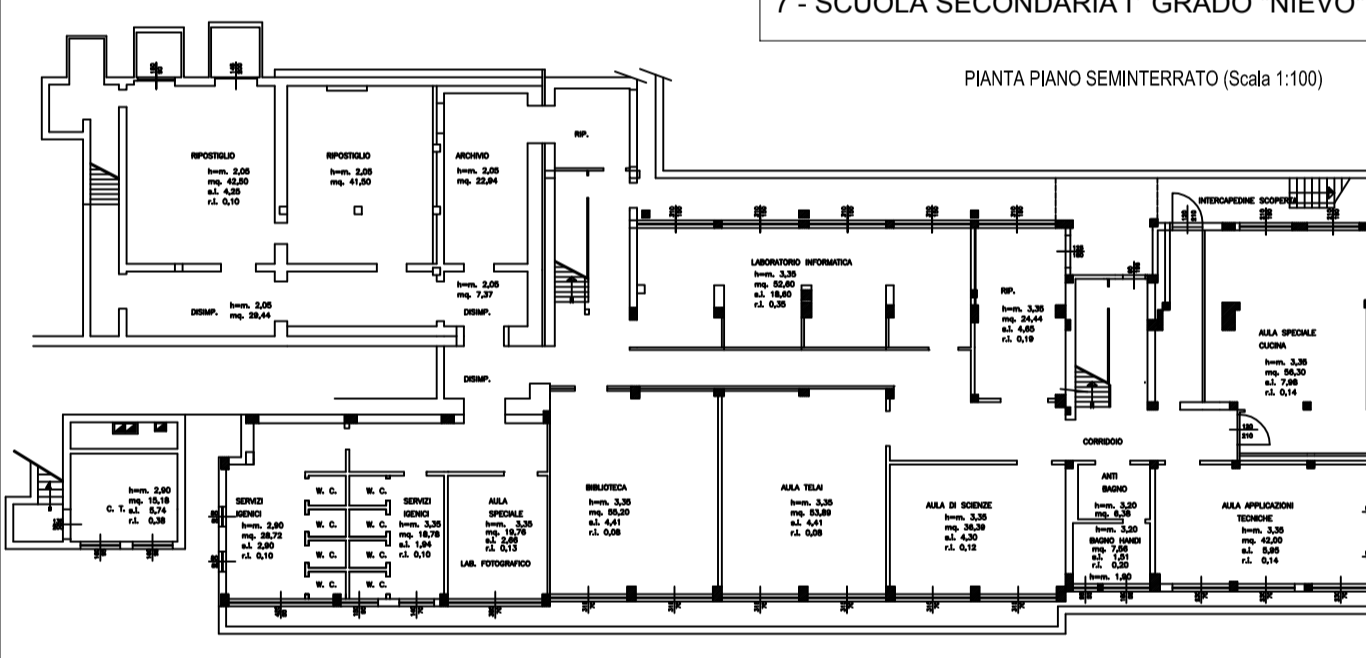 7 - SCUOLA SECONDARIA I° GRADO "NIEVO
PIANTA PIANO SEMINTERRATO (Scala 1:100)
RIPOSTIGLIO
h=m. 2,05
mq. 42,50
s.l. 4,25
r.l. 0,10
RIPOSTIGLIO
h=m. 2,05
mq. 41,50
ARCHIVIO
h=m. 2,05
mq. 22,94
RIP.
DISIMP.
h=m. 2,05
mq. 29,44
h=m. 2,05
mq. 7,37
DISIMP.
DISIMP.
LABORATORIO INFORMATICA
h=m. 3,35
mq. 52,60
s.l. 18,60
r.l. 0,35
RIP.
h=m. 3,35
mq. 24,44
s.l. 4,65
r.l. 0,19
INTERCAPEDINE SCOPERTA
AULA SPECIALE
CUCINA
h=m. 3,35
mq. 56,30
s.l. 7,98
r.l. 0,14
120
210
CORRIDOIO
C. T.
h=m. 2,90
mq. 15,18
s.l. 5,74
r.l. 0,38
SERVIZI
IGENICI
h=m. 2,90
mq. 28,72
s.l. 2,90
r.l. 0,10
W. C.
W. C.
W. C.
W. C.
W. C.
W. C.
W. C.
W. C.
SERVIZI
IGENICI
h=m. 3,35
mq. 18,78
s.l. 1,94
r.l. 0,10
AULA
SPECIALE
h=m. 3,35
mq. 19,76
s.l. 2,66
r.l. 0,13
LAB. FOTOGRAFICO
BIBLIOTECA
h=m. 3,35
mq. 55,20
s.l. 4,41
r.l. 0,08
AULA TELAI
h=m. 3,35
mq. 53,89
s.l. 4,41
r.l. 0,08
AULA DI SCIENZE
h=m. 3,35
mq. 36,39
s.l. 4,30
r.l. 0,12
ANTI
BAGNO
h=m. 3,20
mq. 6,38
h=m. 3,20
BAGNO HANDI
mq. 7,56
s.l. 1,51
r.l. 0,20
h=m. 1,90
AULA APPLICAZIONI
TECNICHE
h=m. 3,35
mq. 42,00
s.l. 5,95
r.l. 0,14